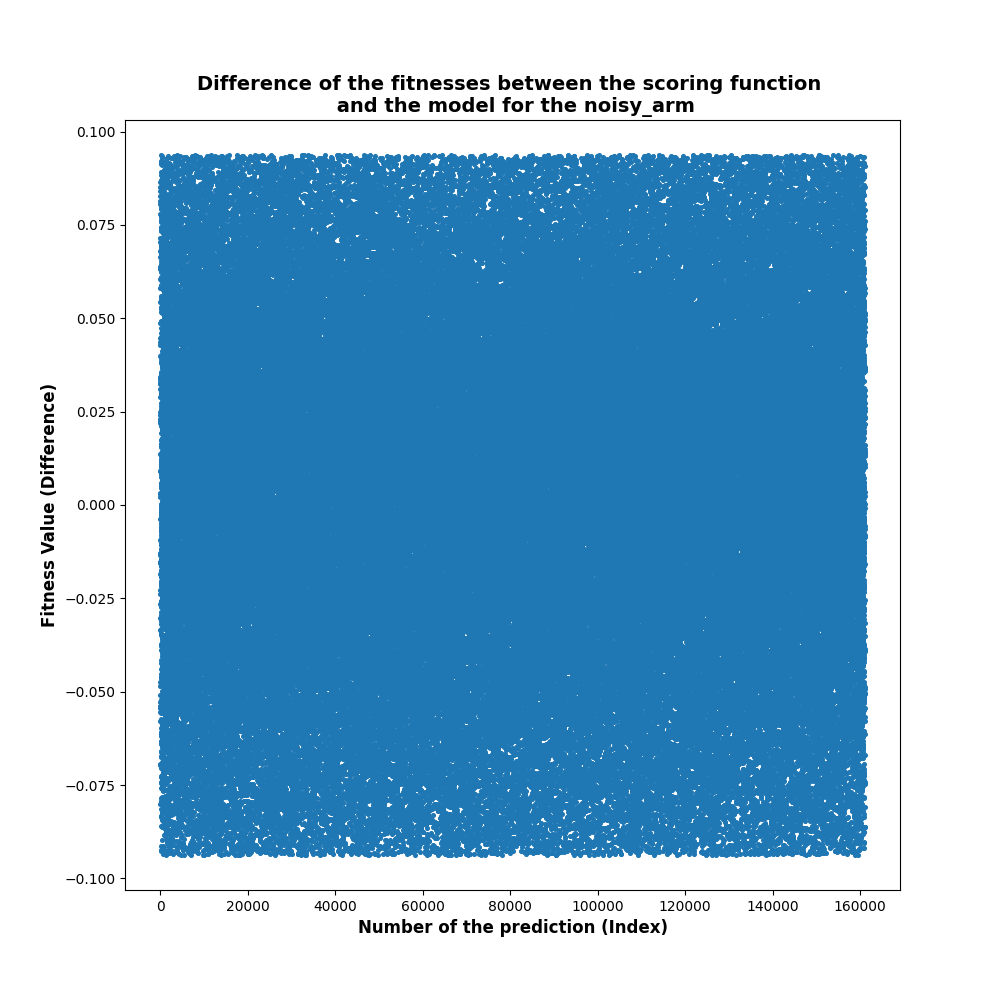 Difference of the fitnesses between the scoring function
and the model for the noisy_arm
0.100
0.075
0.050
0.025
0.000
−0.025
−0.050
−0.075
−0.100
Fitness Value (Difference)
0 20000 40000 60000 80000 100000 120000 140000 160000
Number of the prediction (Index)